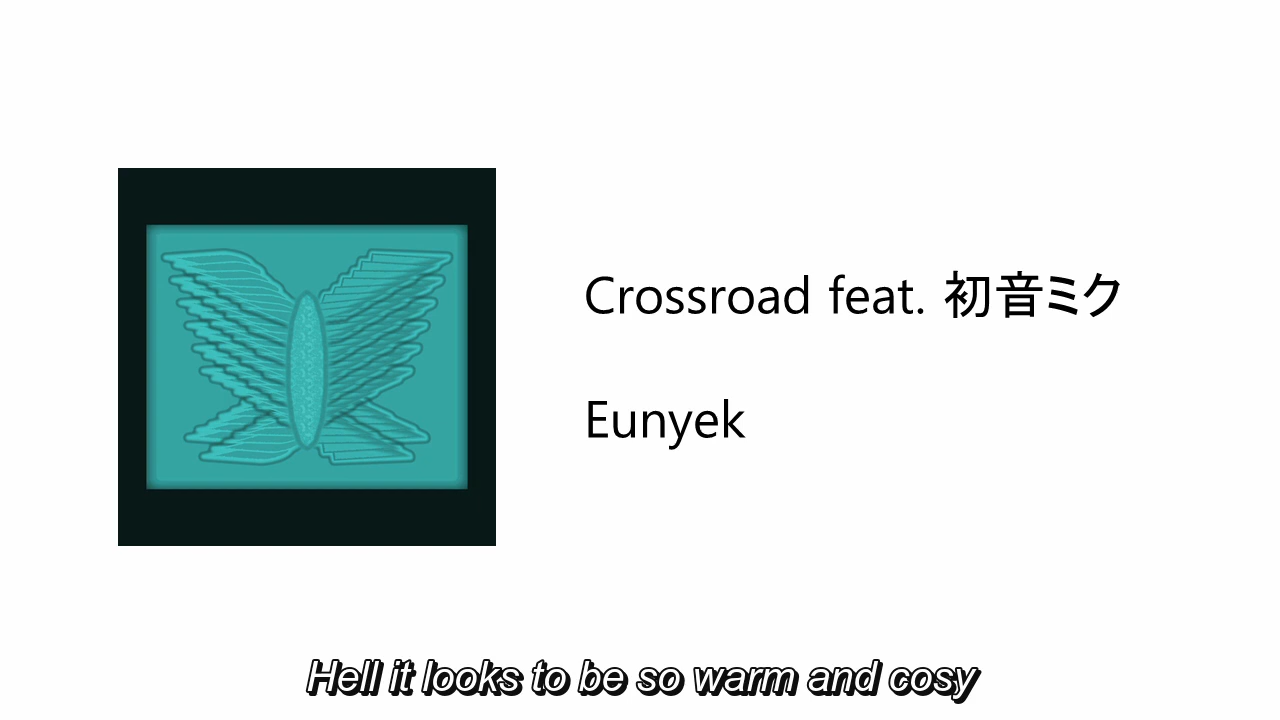 Crossroad feat. 初音ミク
Eunyek
Hell it looks to be so warm and cosy